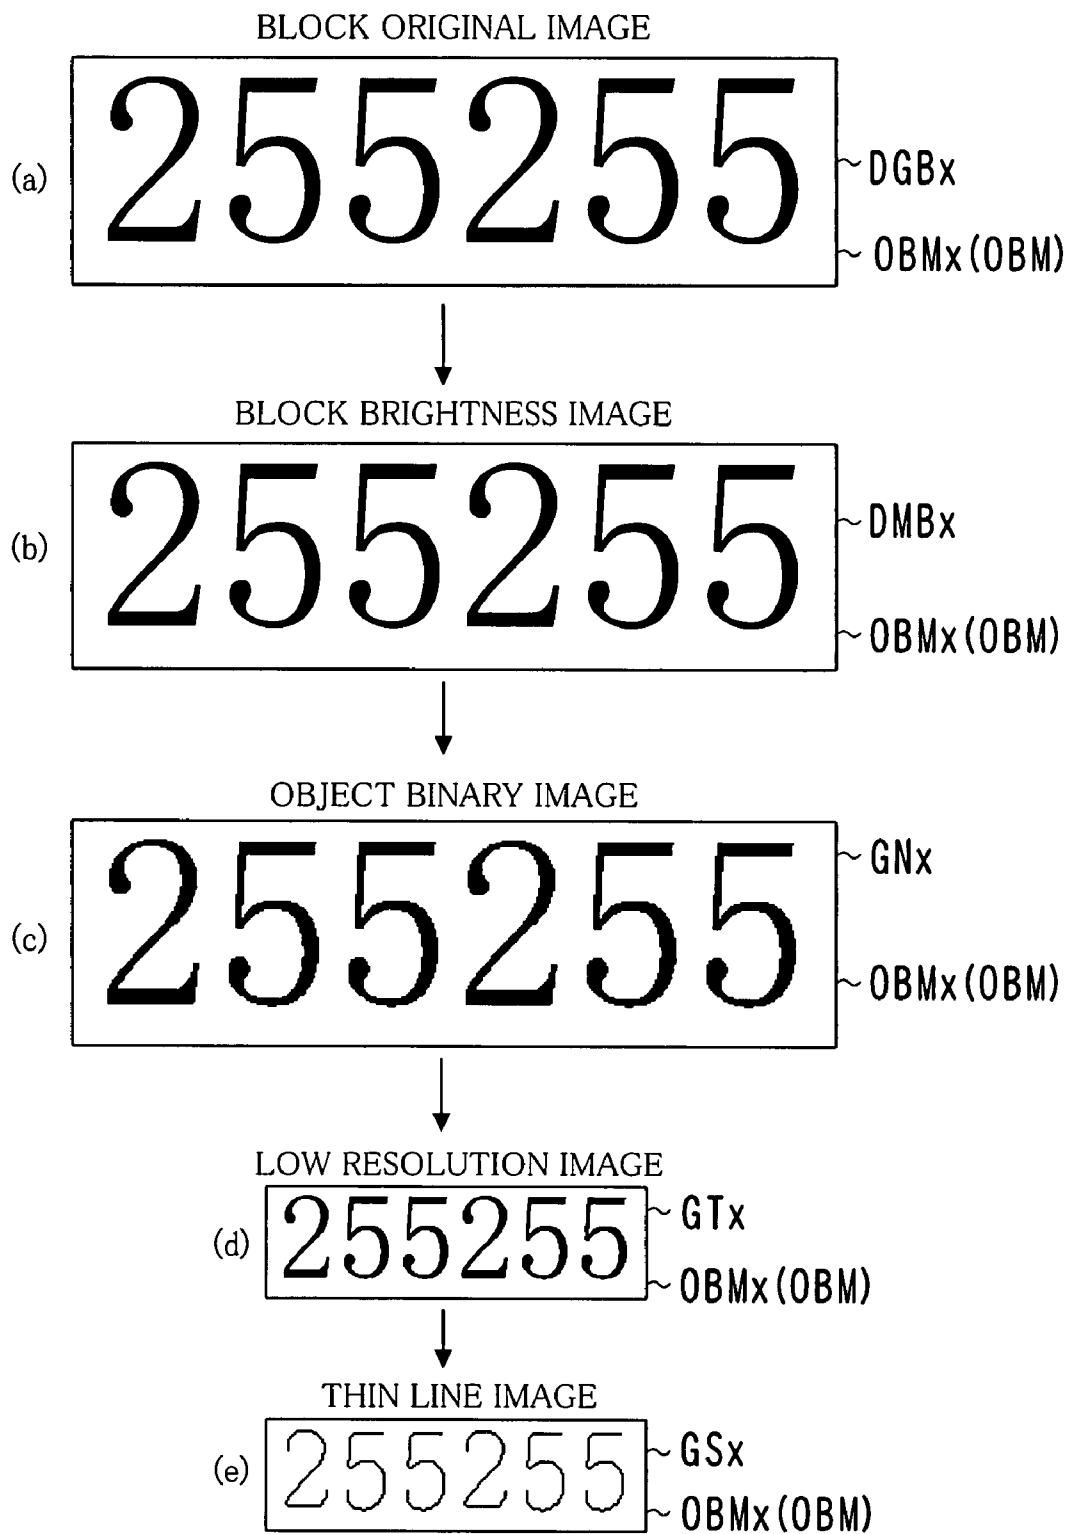 BLOCK ORIGINAL IMAGE
(a)
255255
DGBx
OBMx(OBM)
BLOCK BRIGHTNESS IMAGE
(b)
255255
DMBx
OBMx(OBM)
OBJECT BINARY IMAGE
(c)
255255
GNx
OBMx(OBM)
LOW RESOLUTION IMAGE
(d)
255255
GTx
OBMx(OBM)
THIN LINE IMAGE
(e)
255255
GSx
OBMx(OBM)